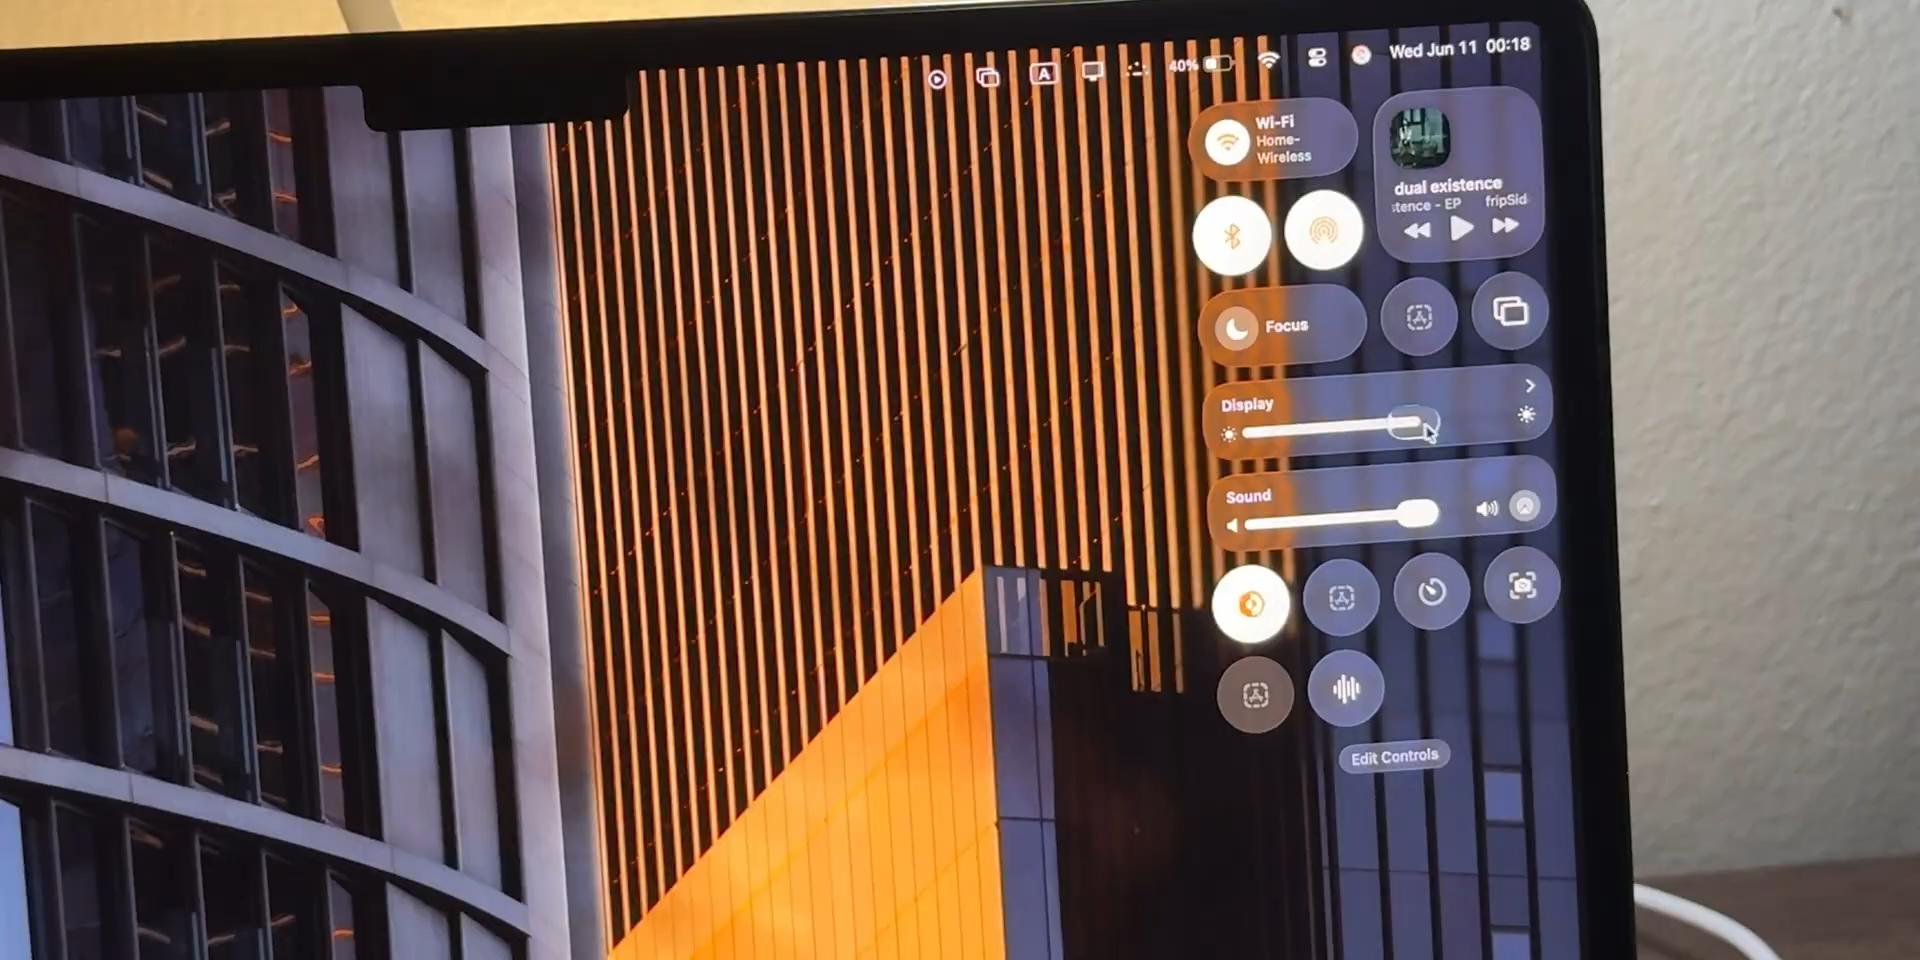 A
40%
Wed Jun 11 00:18
Wi-Fi
Home-
Wireless
dual existence
stence - EP fripSid
Focus
Display
Sound
Edit Controls